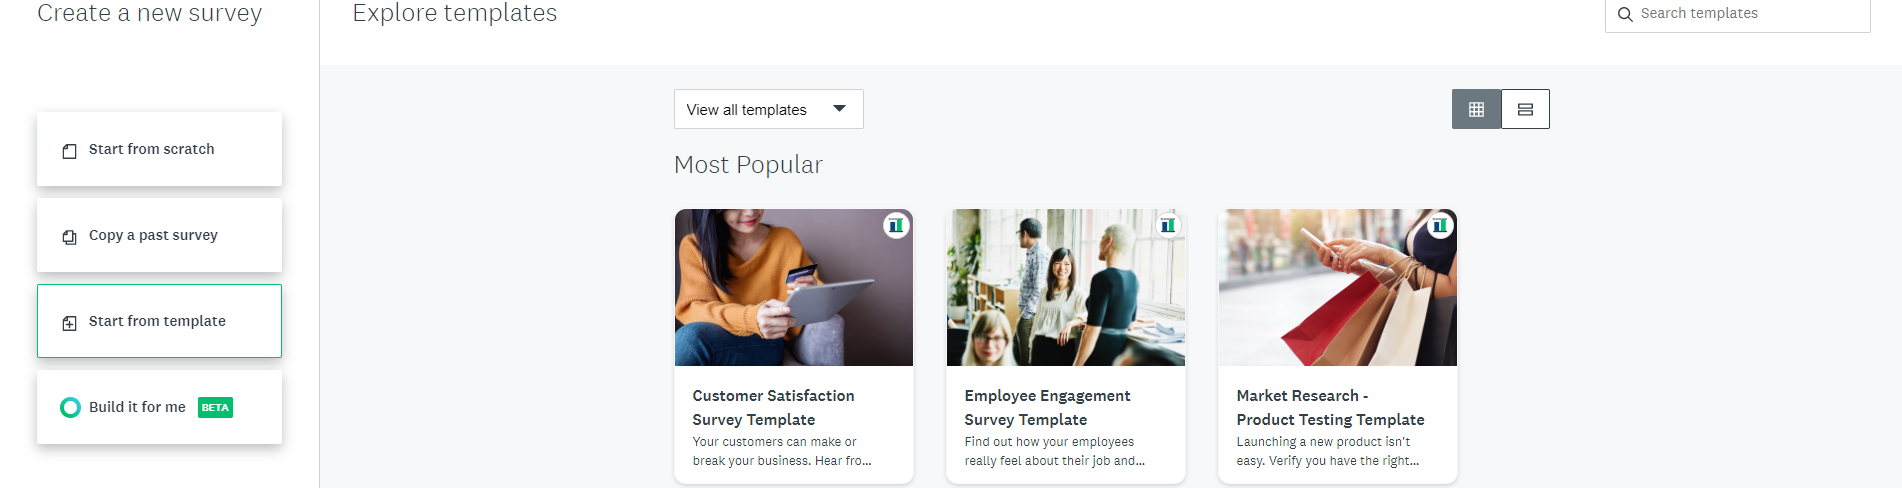 Create a new survey
Explore templates
Search templates
Start from scratch
Copy a past survey
Start from template
Build it for me BETA
View all templates
Most Popular
Customer Satisfaction
Survey Template
Your customers can make or
break your business. Hear fro...
Employee Engagement
Survey Template
Find out how your employees
really feel about their job and...
Market Research -
Product Testing Template
Launching a new product isn't
easy. Verify you have the right...